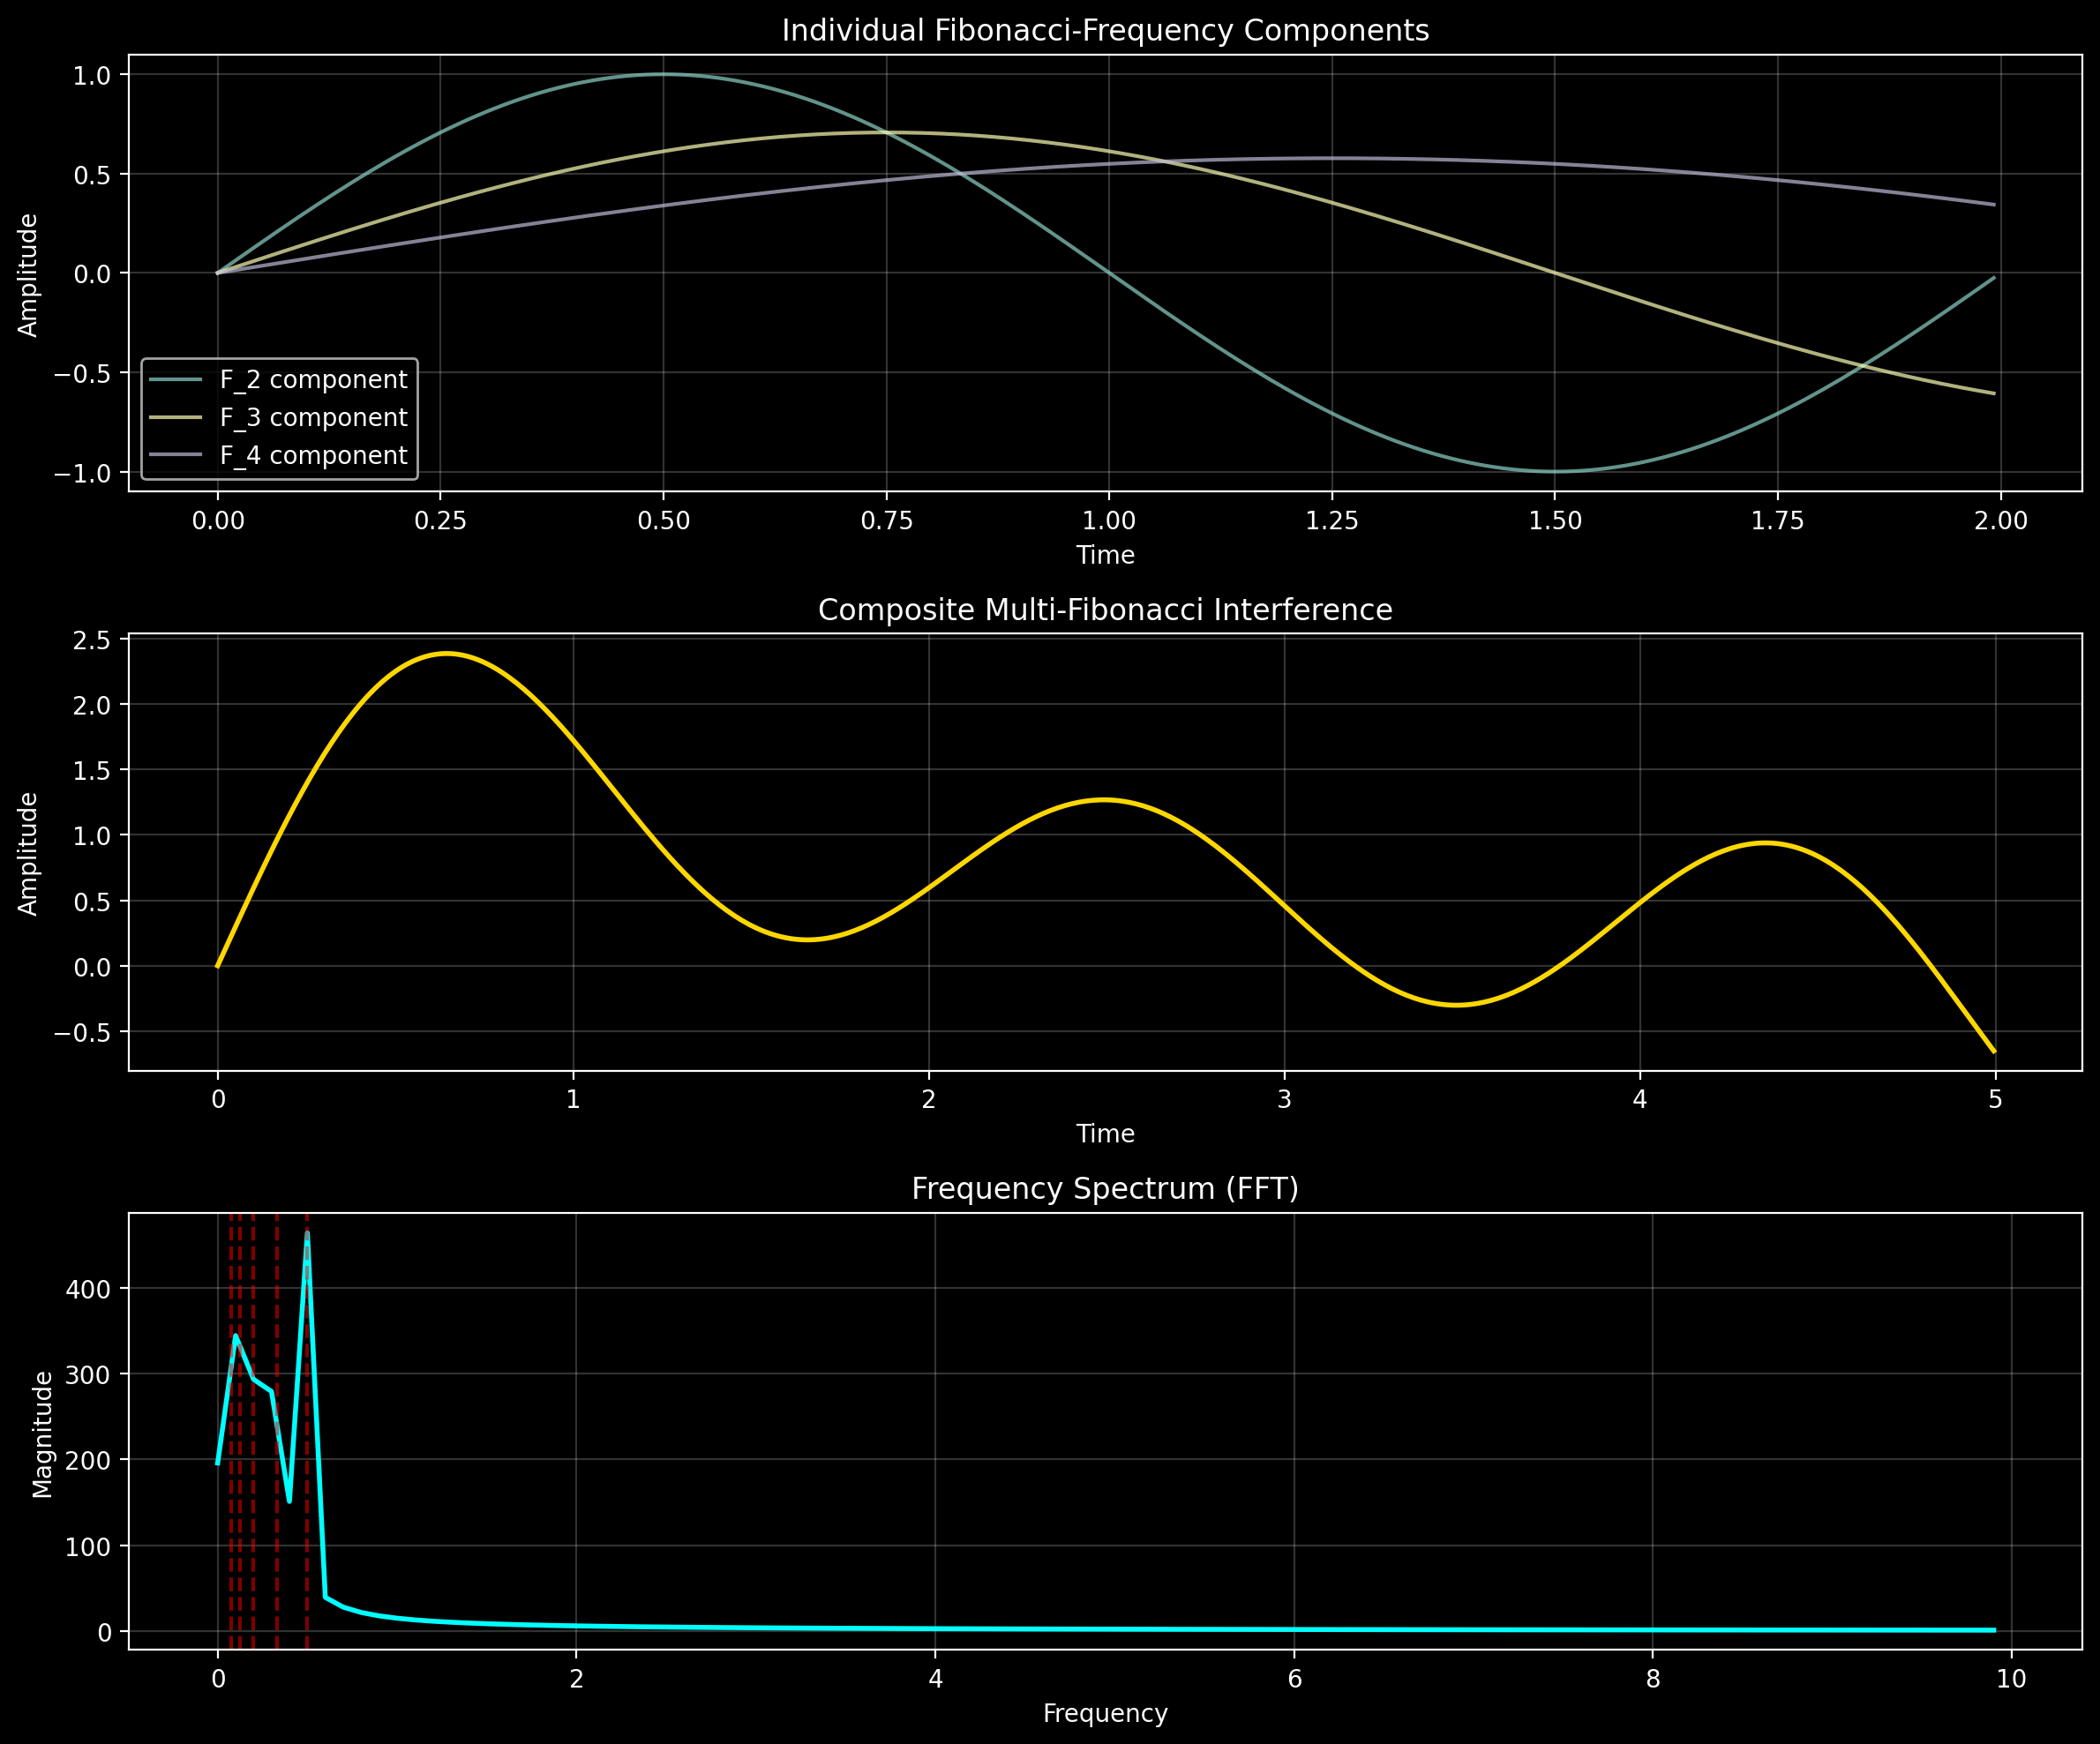 Individual Fibonacci-Frequency Components
Amplitude
1.0
0.5
0.0
−0.5
−1.0
F_2 component
F_3 component
F_4 component
0.00 0.25 0.50 0.75 1.00 1.25 1.50 1.75 2.00
Time
Composite Multi-Fibonacci Interference
Amplitude
2.5
2.0
1.5
1.0
0.5
0.0
−0.5
0 1 2 3 4 5
Time
Frequency Spectrum (FFT)
Magnitude
400
300
200
100
0
0 2 4 6 8 10
Frequency